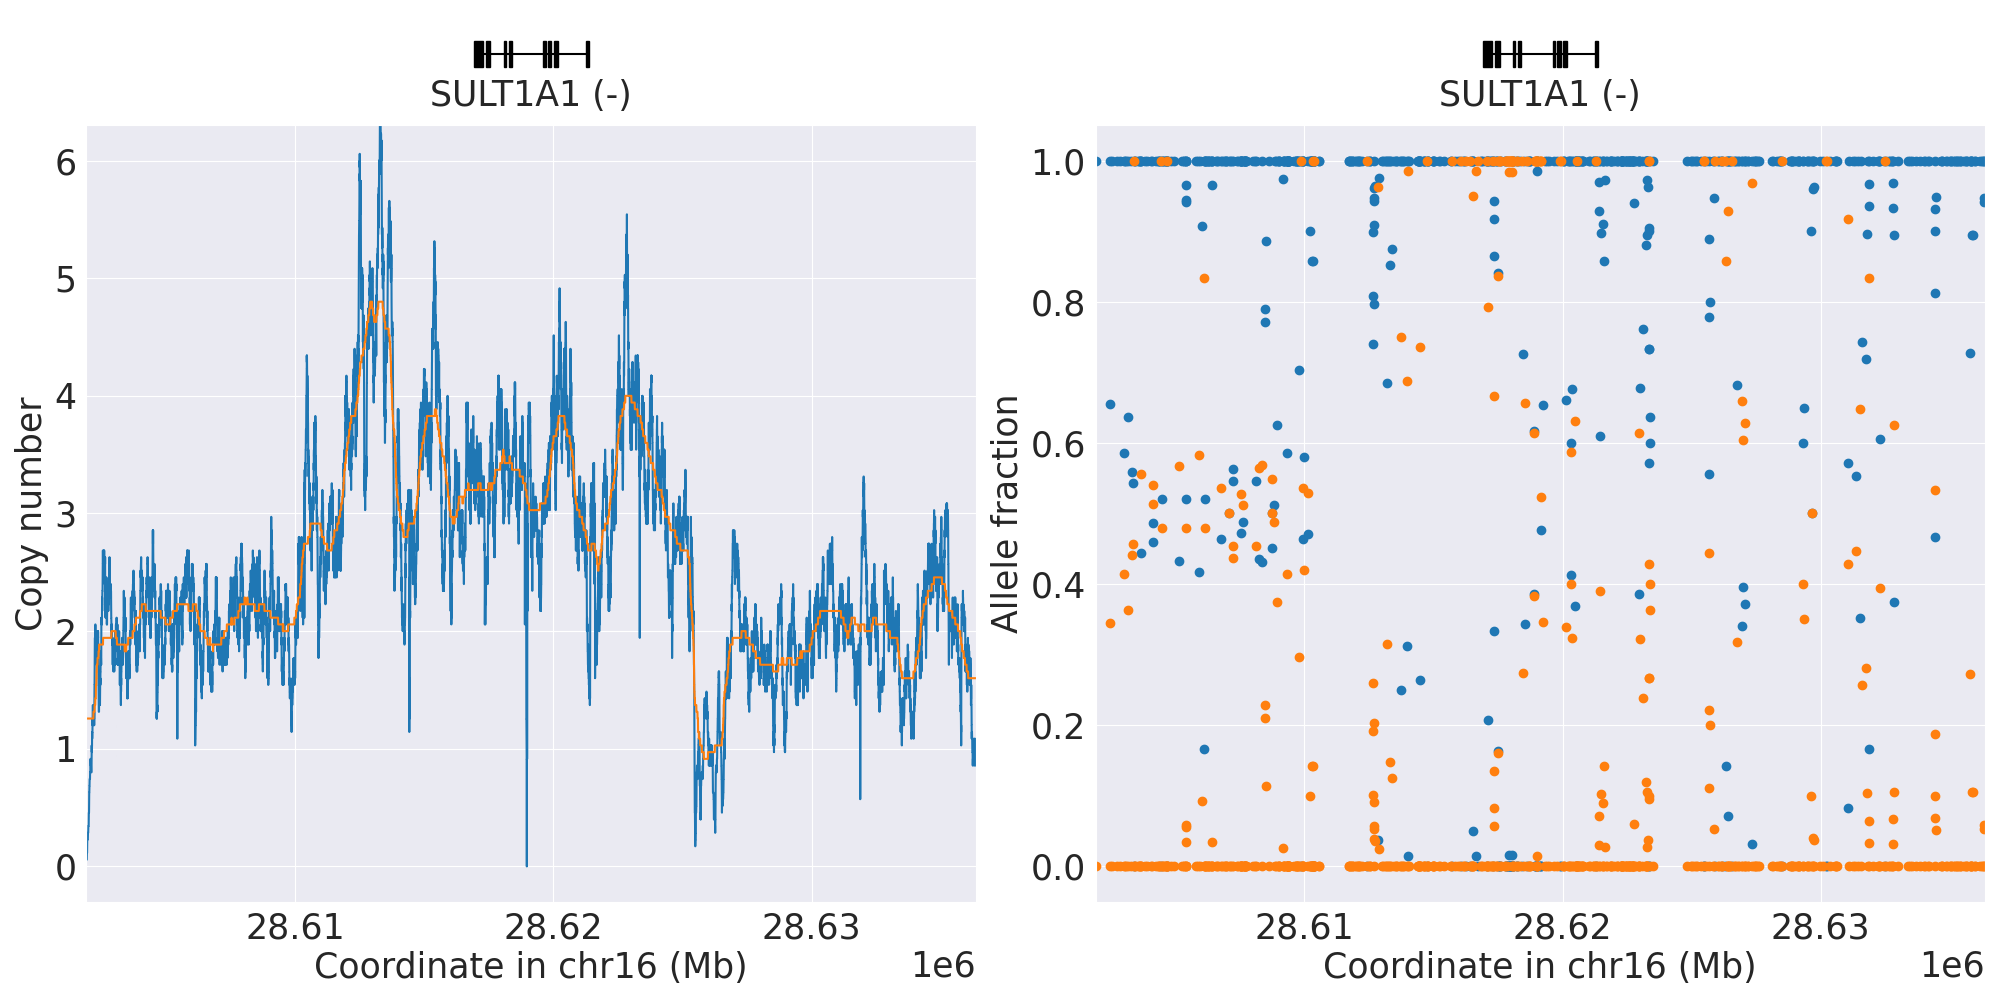 SULT1A1 (-)
6
5
4
3
2
1
0
Copy number
28.61
28.62
28.63
Coordinate in chr16 (Mb)
1e6
SULT1A1 (-)
1.0
0.8
0.6
0.4
0.2
0.0
Allele fraction
28.61
28.62
28.63
Coordinate in chr16 (Mb)
1e6